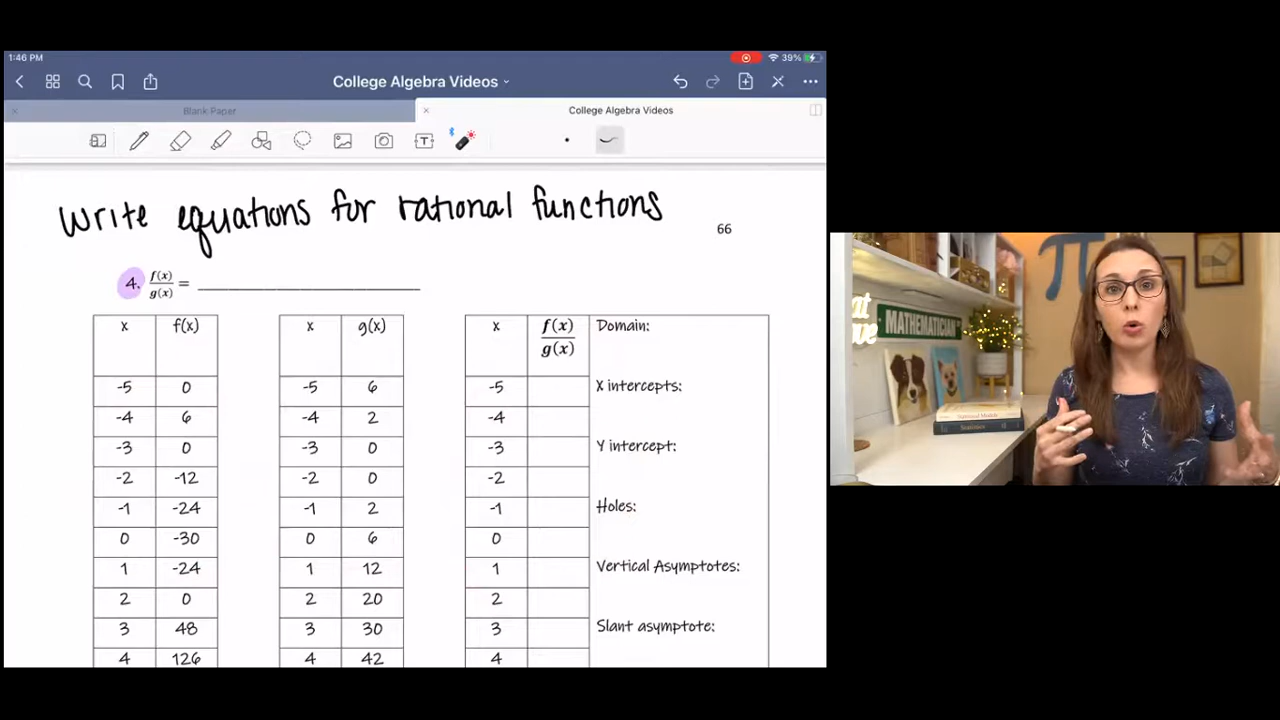 1:46 PM
39%
College Algebra Videos
Blank Paper
College Algebra Videos
Write equations for rational functions
66
4. f(x)/g(x) = ____________________
x f(x)
-5 0
-4 6
-3 0
-2 -12
-1 -24
0 -30
1 -24
2 0
3 48
4 126
x g(x)
-5 6
-4 2
-3 0
-2 0
-1 2
0 6
1 12
2 20
3 30
4 42
x f(x)/g(x)
-5
-4
-3
-2
-1
0
1
2
3
4
Domain:
X intercepts:
Y intercept:
Holes:
Vertical Asymptotes:
Slant asymptote:
MATHEMATICIAN
Statistics